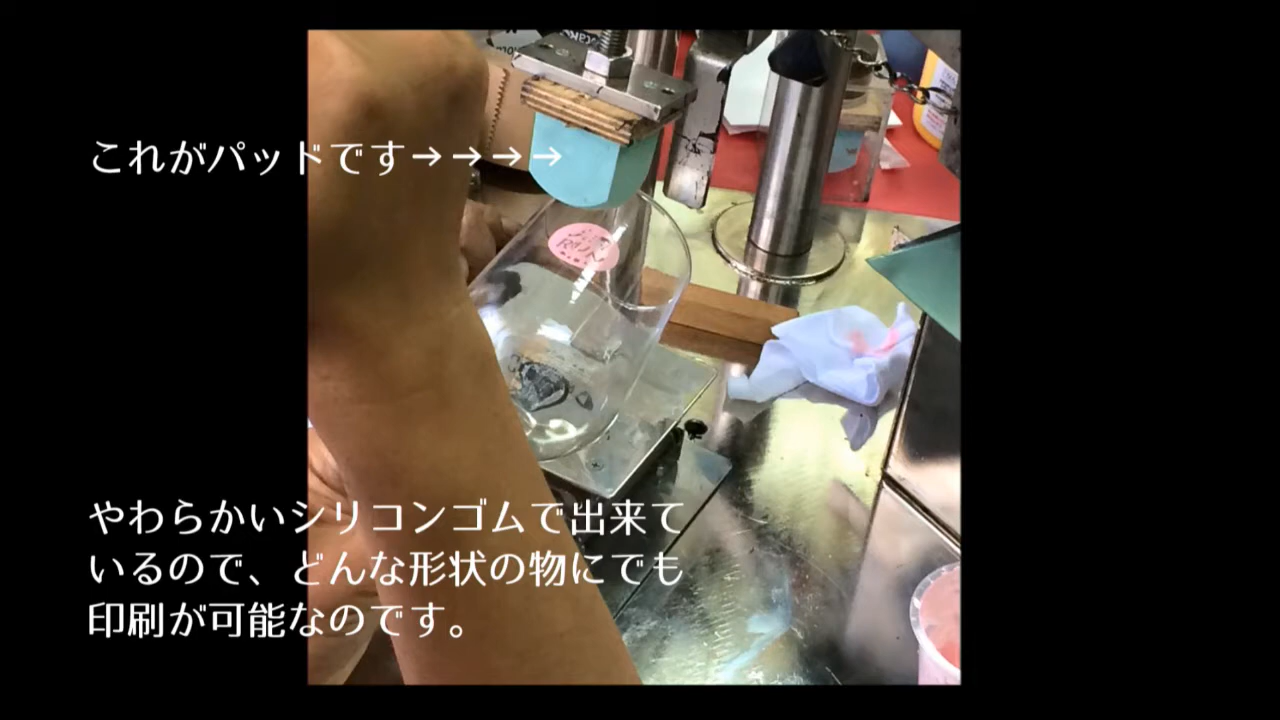 これがパッドです→→→→
やわらかいシリコンゴムで出来て
いるので、どんな形状の物にでも
印刷が可能なのです。